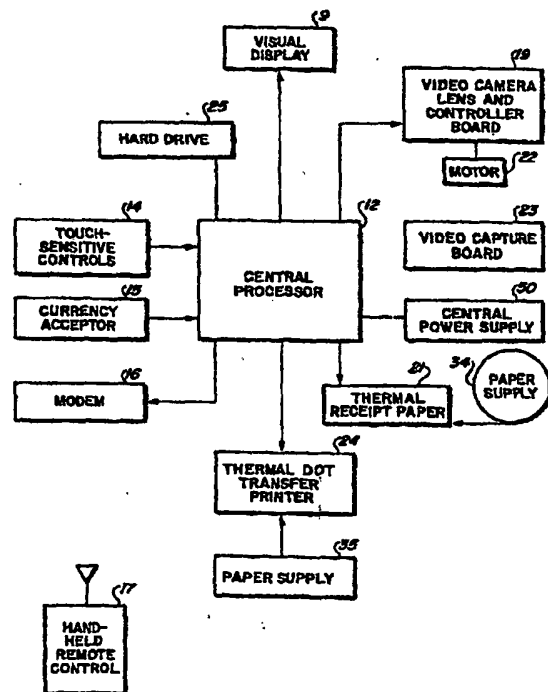 9
VISUAL
DISPLAY
19
VIDEO CAMERA
LENS AND
CONTROLLER
BOARD
22
MOTOR
25
HARD DRIVE
14
TOUCH-
SENSITIVE
CONTROLS
12
CENTRAL
PROCESSOR
23
VIDEO CAPTURE
BOARD
15
CURRENCY
ACCEPTOR
50
CENTRAL
POWER SUPPLY
16
MODEM
21
THERMAL
RECEIPT PAPER
34
PAPER
SUPPLY
24
THERMAL DOT
TRANSFER
PRINTER
35
PAPER SUPPLY
17
HAND-
HELD
REMOTE
CONTROL